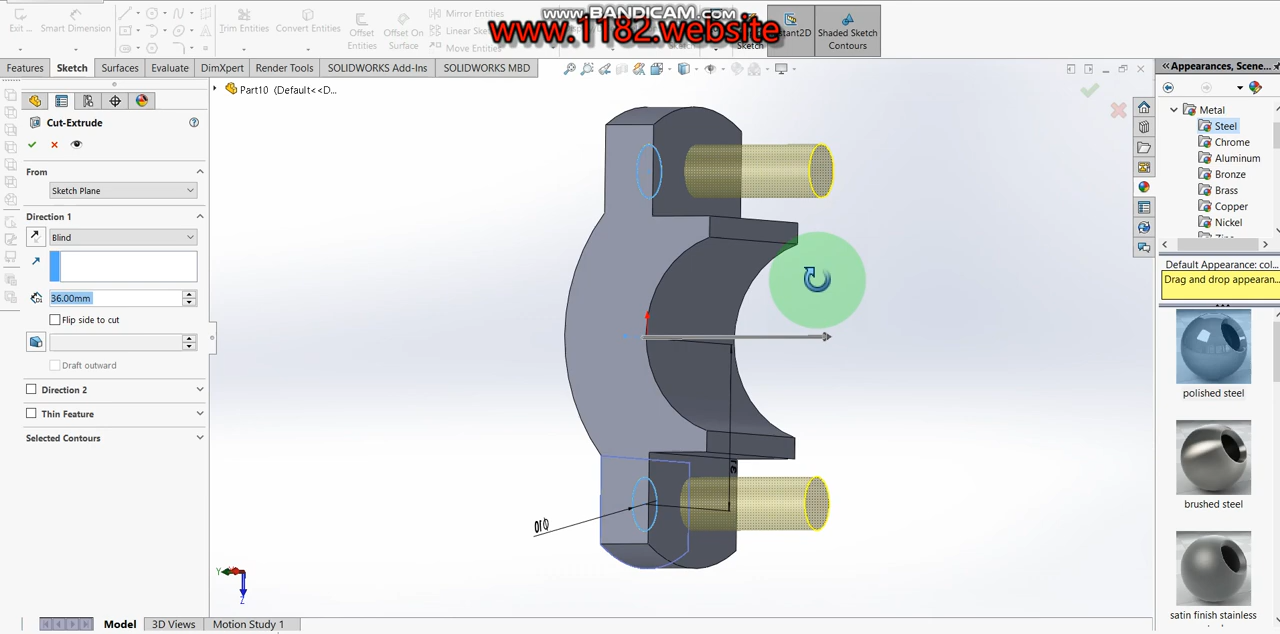 www.BANDICAM.com
www.1182.website
Exit ... Smart Dimension
Trim Entities Convert Entities Offset Entities Offset On Surface
Mirror Entities
Linear Sketch
Move Entities
Sketch
Instant2D
Shaded Sketch Contours
Features Sketch Surfaces Evaluate DimXpert Render Tools SOLIDWORKS Add-Ins SOLIDWORKS MBD
Part10 (Default<<D...
Cut-Extrude
From
Sketch Plane
Direction 1
Blind
36.00mm
Flip side to cut
Draft outward
Direction 2
Thin Feature
Selected Contours
Ø10
Y
Z
Model 3D Views Motion Study 1
Appearances, Scene...
Metal
Steel
Chrome
Aluminum
Bronze
Brass
Copper
Nickel
Default Appearance: col...
Drag and drop appearan...
polished steel
brushed steel
satin finish stainless